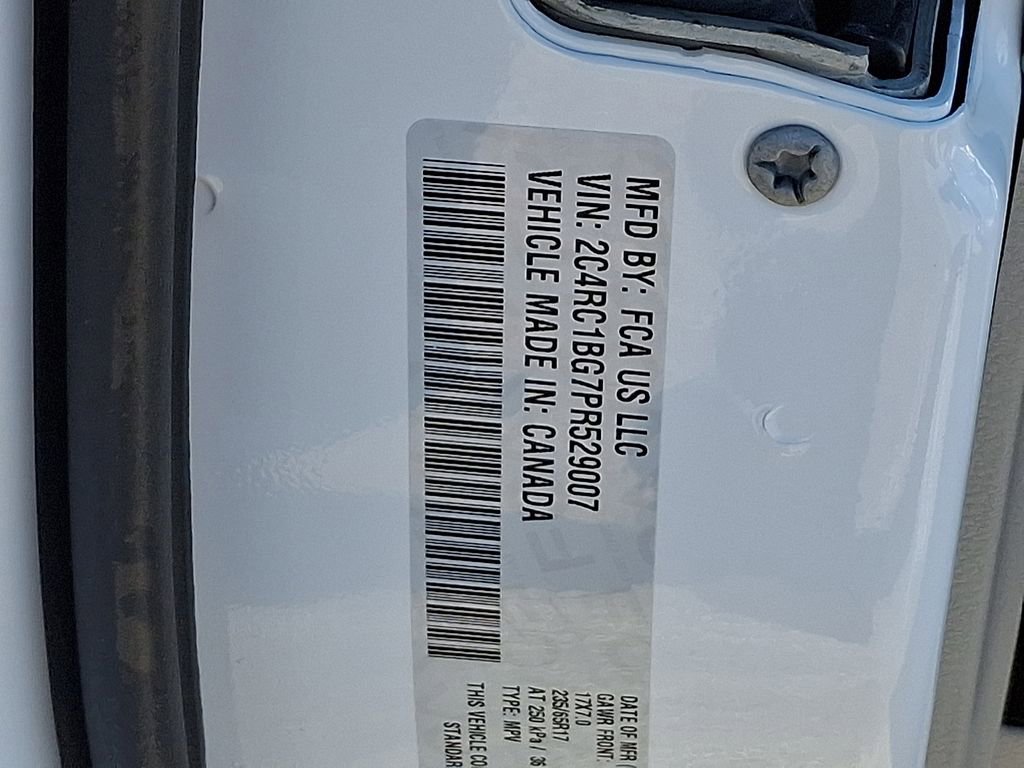 MFD BY: FCA US LLC
VIN: 2C4RC1BG7PR529007
VEHICLE MADE IN: CANADA
DATE OF MFR (
GAWR FRONT:
17X7.0
235/65R17
AT 250 kPa / 36
TYPE: MPV
THIS VEHICLE CO
STANDAR